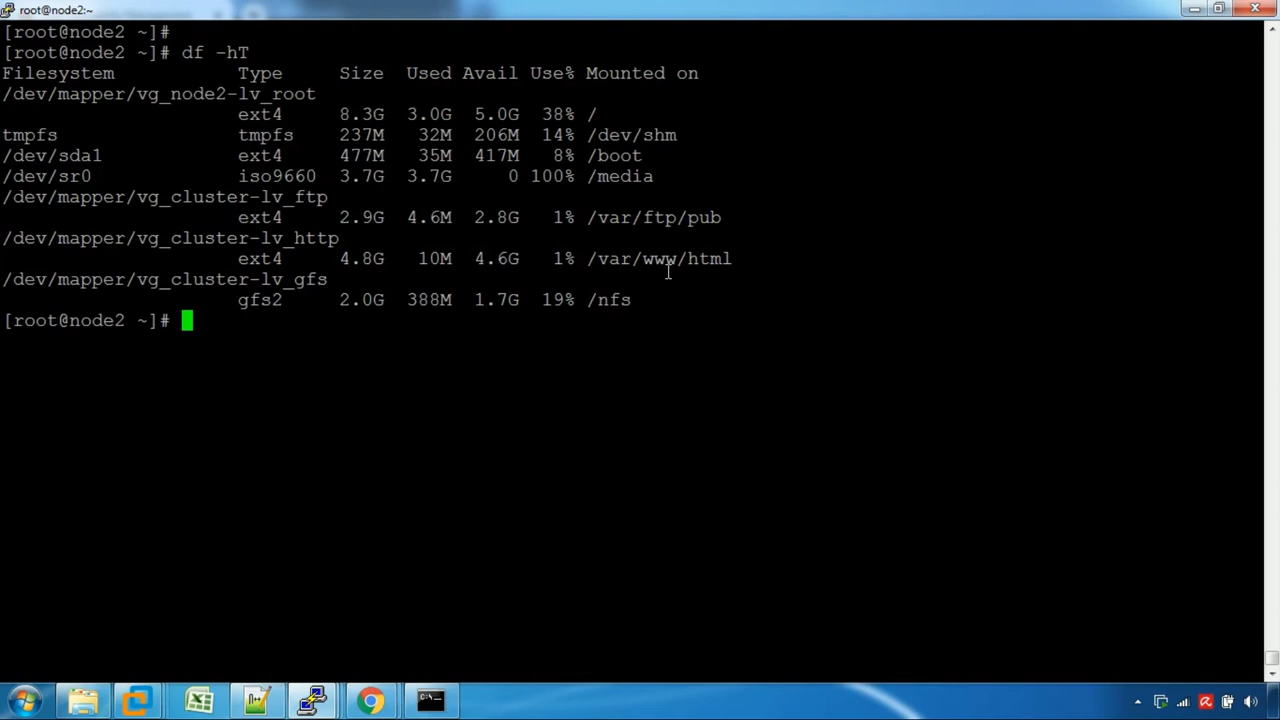 root@node2:~
[root@node2 ~]#
[root@node2 ~]# df -hT
Filesystem           Type     Size  Used Avail Use% Mounted on
/dev/mapper/vg_node2-lv_root
                     ext4     8.3G  3.0G  5.0G  38% /
tmpfs                tmpfs    237M   32M  206M  14% /dev/shm
/dev/sda1            ext4     477M   35M  417M   8% /boot
/dev/sr0             iso9660  3.7G  3.7G     0 100% /media
/dev/mapper/vg_cluster-lv_ftp
                     ext4     2.9G  4.6M  2.8G   1% /var/ftp/pub
/dev/mapper/vg_cluster-lv_http
                     ext4     4.8G   10M  4.6G   1% /var/www/html
/dev/mapper/vg_cluster-lv_gfs
                     gfs2     2.0G  388M  1.7G  19% /nfs
[root@node2 ~]#